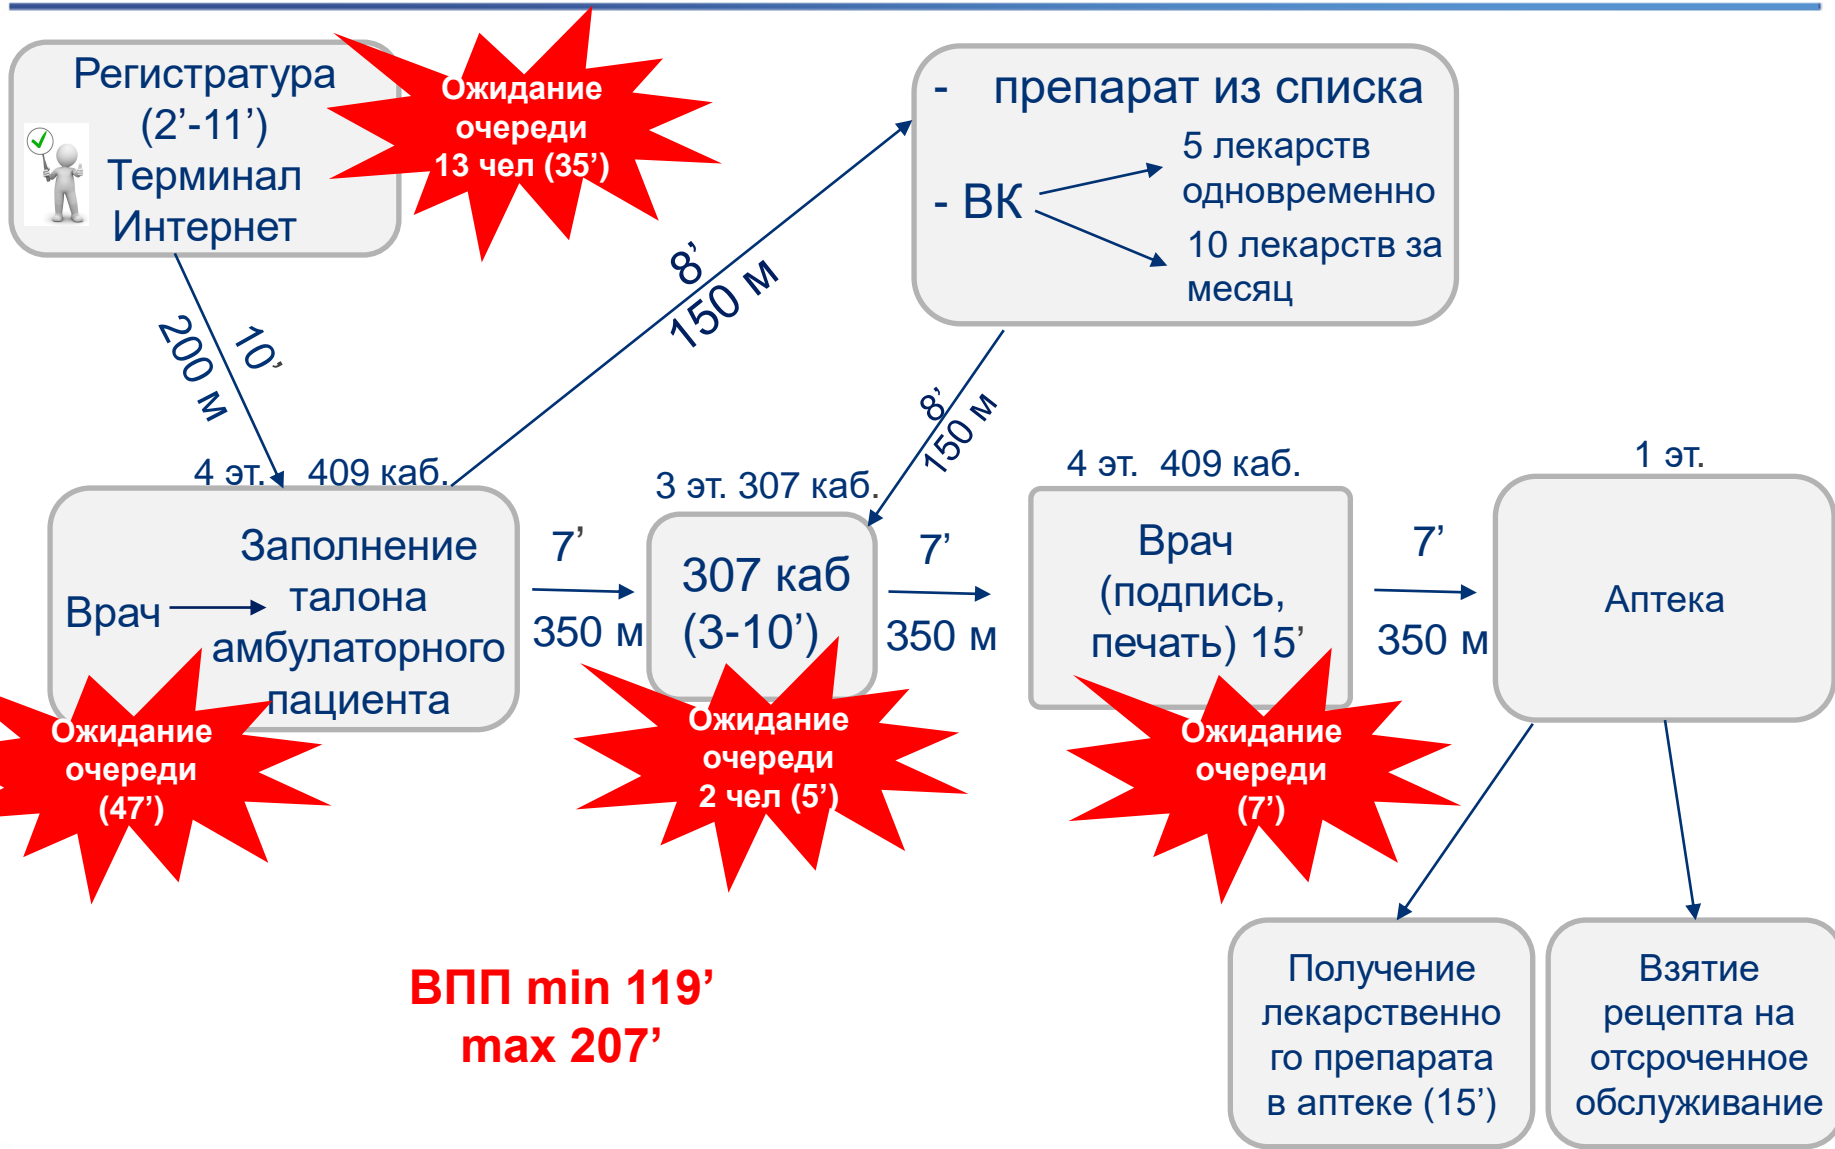 Регистратура
(2’-11’)
Терминал
Интернет
Ожидание
очереди
13 чел (35’)
- препарат из списка
- ВК
5 лекарств
одновременно
10 лекарств за
месяц
10’
200 м
8’
150 м
8’
150 м
4 эт. 409 каб.
Врач
Заполнение
талона
амбулаторного
пациента
Ожидание
очереди
(47’)
7’
350 м
3 эт. 307 каб.
307 каб
(3-10’)
Ожидание
очереди
2 чел (5’)
7’
350 м
4 эт. 409 каб.
Врач
(подпись,
печать) 15’
Ожидание
очереди
(7’)
7’
350 м
1 эт.
Аптека
Получение
лекарственно
го препарата
в аптеке (15’)
Взятие
рецепта на
отсроченное
обслуживание
ВПП min 119’
max 207’